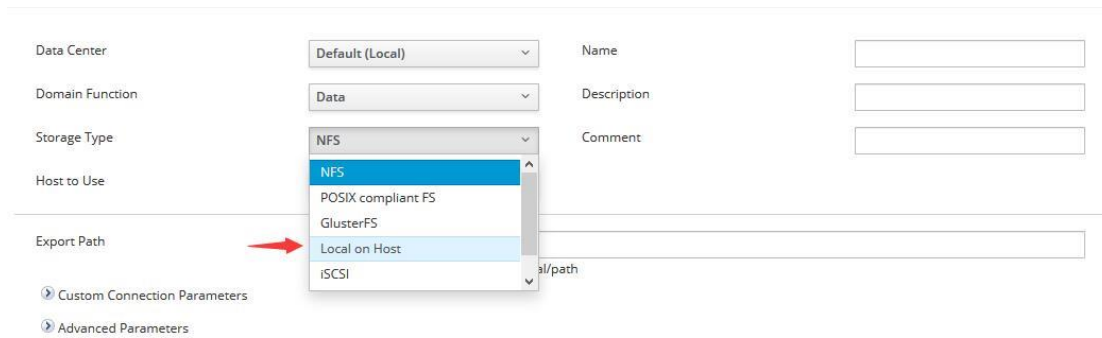 Data Center Default (Local) Name
Domain Function Data Description
Storage Type NFS Comment
NFS
Host to Use
POSIX compliant FS
GlusterFS
Export Path
Local on Host
iSCSI al/path
Custom Connection Parameters
Advanced Parameters